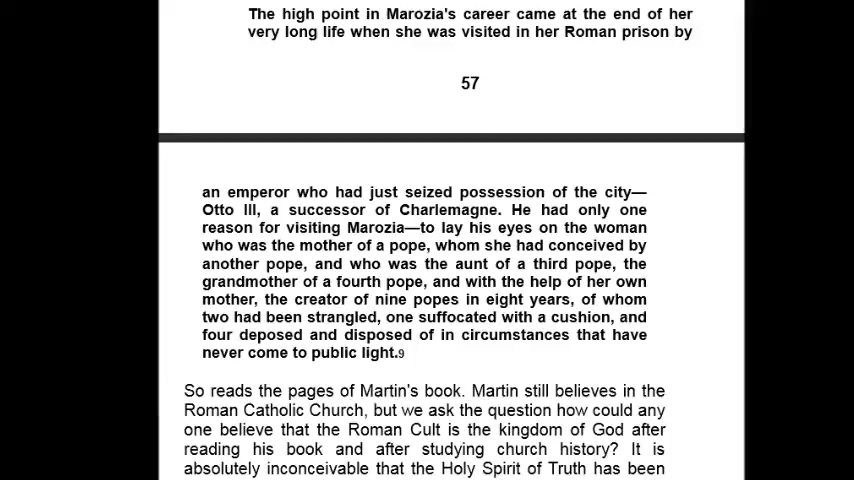 The high point in Marozia's career came at the end of her
very long life when she was visited in her Roman prison by
57
an emperor who had just seized possession of the city—
Otto III, a successor of Charlemagne. He had only one
reason for visiting Marozia—to lay his eyes on the woman
who was the mother of a pope, whom she had conceived by
another pope, and who was the aunt of a third pope, the
grandmother of a fourth pope, and with the help of her own
mother, the creator of nine popes in eight years, of whom
two had been strangled, one suffocated with a cushion, and
four deposed and disposed of in circumstances that have
never come to public light.9
So reads the pages of Martin's book. Martin still believes in the
Roman Catholic Church, but we ask the question how could any
one believe that the Roman Cult is the kingdom of God after
reading his book and after studying church history? It is
absolutely inconceivable that the Holy Spirit of Truth has been